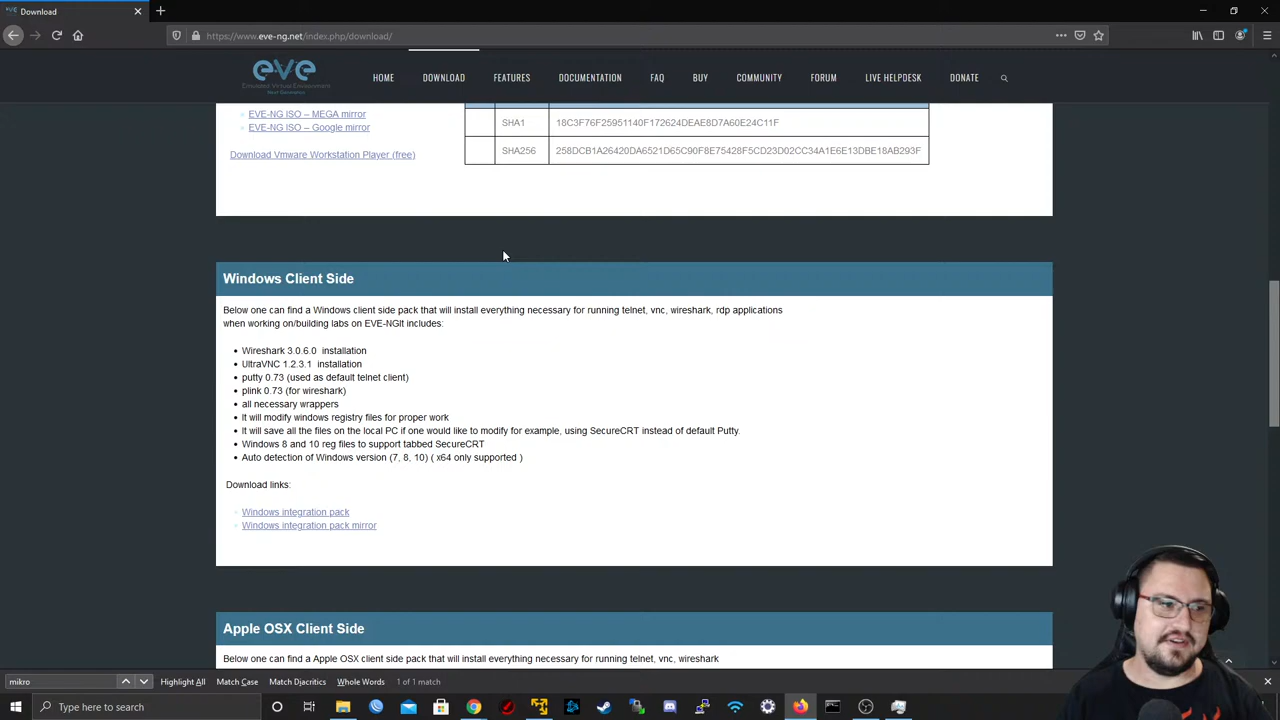 Download
https://www.eve-ng.net/index.php/download/
eve
Emulated Virtual Environment
Next Generation
HOME
DOWNLOAD
FEATURES
DOCUMENTATION
FAQ
BUY
COMMUNITY
FORUM
LIVE HELPDESK
DONATE
EVE-NG ISO – MEGA mirror
EVE-NG ISO – Google mirror
Download Vmware Workstation Player (free)
SHA1 18C3F76F25951140F172624DEAE8D7A60E24C11F
SHA256 258DCB1A26420DA6521D65C90F8E75428F5CD23D02CC34A1E6E13DBE18AB293F
Windows Client Side
Below one can find a Windows client side pack that will install everything necessary for running telnet, vnc, wireshark, rdp applications
when working on/building labs on EVE-NGIt includes:
Wireshark 3.0.6.0 installation
UltraVNC 1.2.3.1 installation
putty 0.73 (used as default telnet client)
plink 0.73 (for wireshark)
all necessary wrappers
It will modify windows registry files for proper work
It will save all the files on the local PC if one would like to modify for example, using SecureCRT instead of default Putty.
Windows 8 and 10 reg files to support tabbed SecureCRT
Auto detection of Windows version (7, 8, 10) ( x64 only supported )
Download links:
Windows integration pack
Windows integration pack mirror
Apple OSX Client Side
Below one can find a Apple OSX client side pack that will install everything necessary for running telnet, vnc, wireshark
mikro
Highlight All
Match Case
Match Diacritics
Whole Words
1 of 1 match
Type here to search